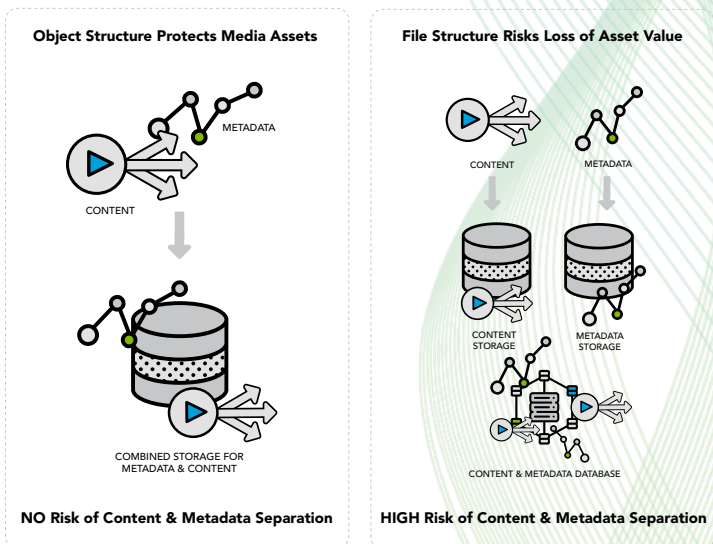 Object Structure Protects Media Assets
METADATA
CONTENT
COMBINED STORAGE FOR
METADATA & CONTENT
NO Risk of Content & Metadata Separation
File Structure Risks Loss of Asset Value
CONTENT
METADATA
CONTENT
STORAGE
METADATA
STORAGE
CONTENT & METADATA DATABASE
HIGH Risk of Content & Metadata Separation